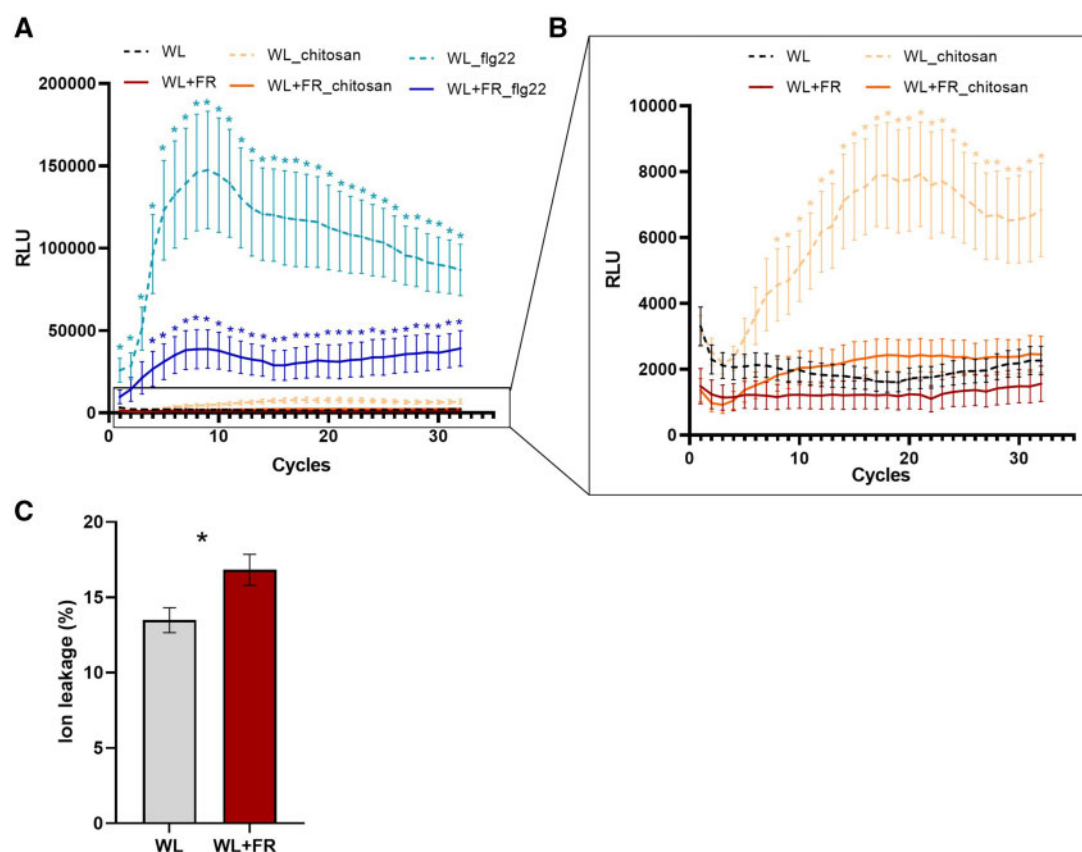 A
WL
WL_chitosan
WL_flg22
WL+FR
WL+FR_chitosan
WL+FR_flg22
RLU
200000
150000
100000
50000
0
0
10
20
30
Cycles
B
WL
WL_chitosan
WL+FR
WL+FR_chitosan
RLU
10000
8000
6000
4000
2000
0
0
10
20
30
Cycles
C
Ion leakage (%)
20
15
10
5
0
*
WL
WL+FR